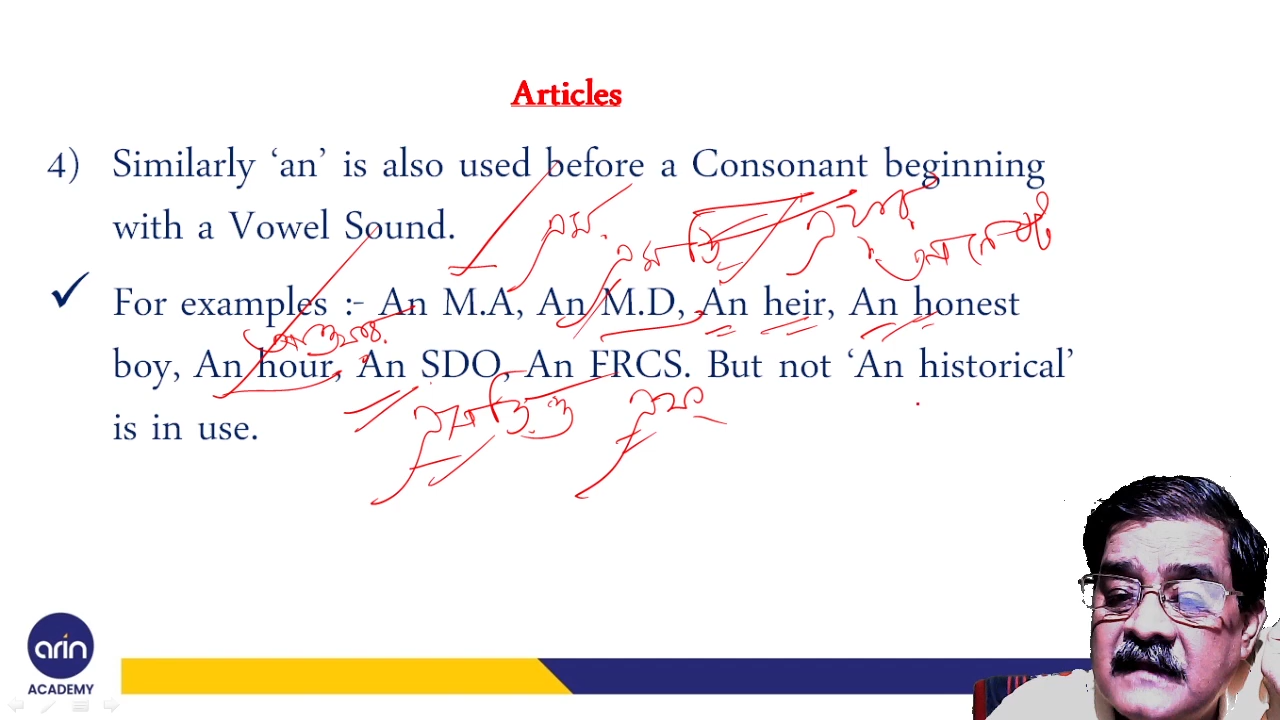 Articles
4) Similarly ‘an’ is also used before a Consonant beginning
with a Vowel Sound.
✓ For examples :- An M.A, An M.D, An heir, An honest
boy, An hour, An SDO, An FRCS. But not ‘An historical’
is in use.
arin
ACADEMY